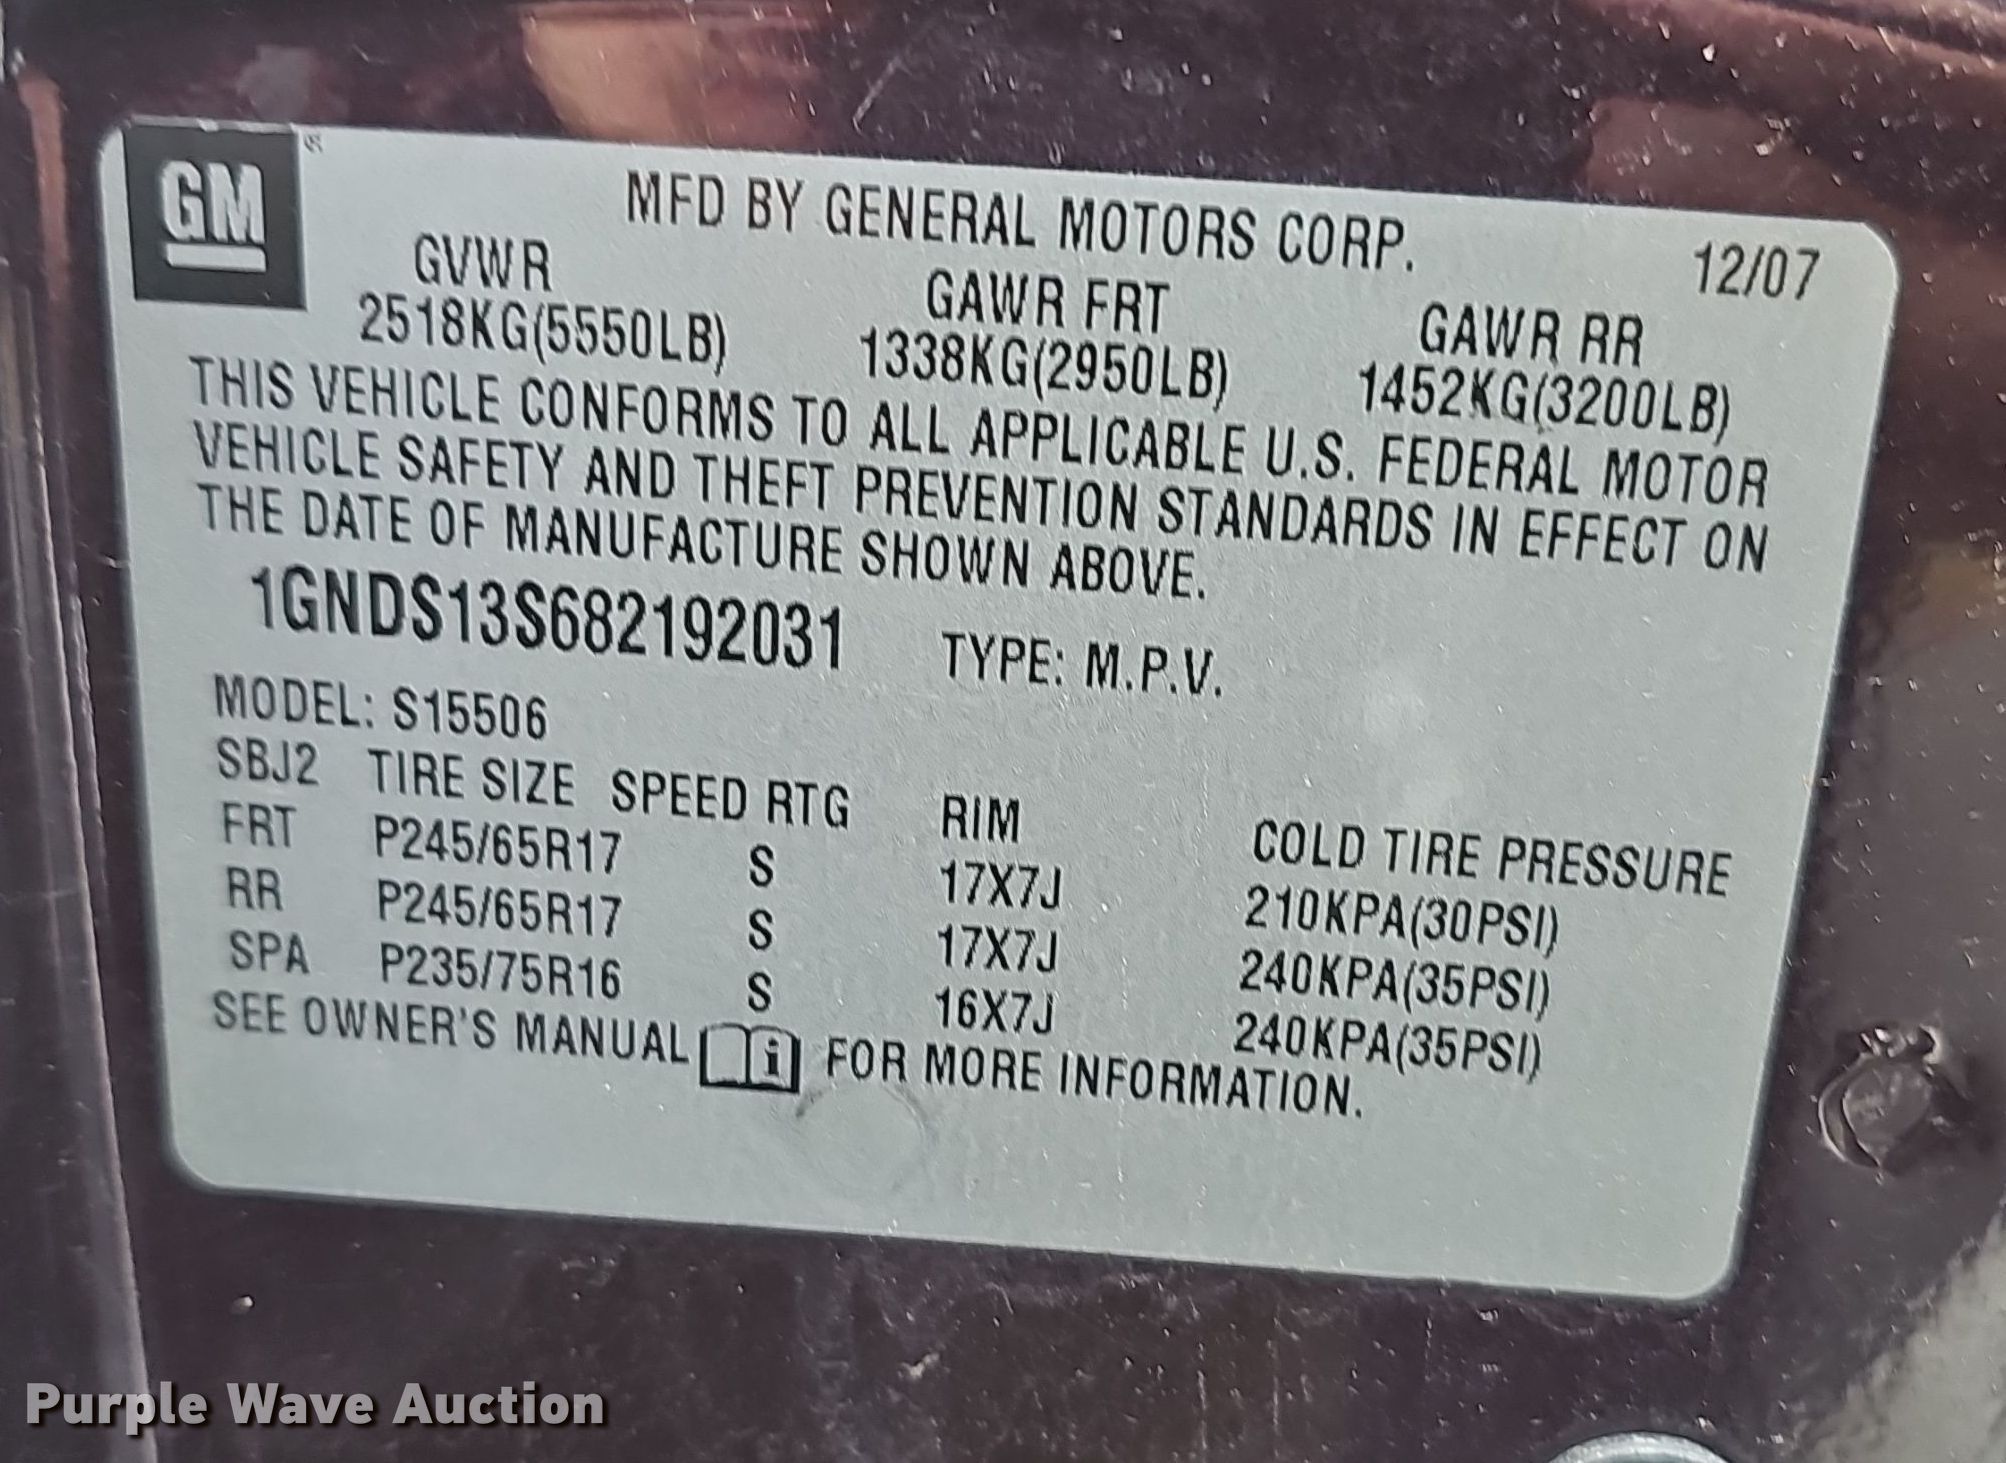 GM
MFD BY GENERAL MOTORS CORP.
12/07
GVWR GAWR FRT GAWR RR
2518KG(5550LB) 1338KG(2950LB) 1452KG(3200LB)
THIS VEHICLE CONFORMS TO ALL APPLICABLE U.S. FEDERAL MOTOR
VEHICLE SAFETY AND THEFT PREVENTION STANDARDS IN EFFECT ON
THE DATE OF MANUFACTURE SHOWN ABOVE.
1GNDS13S682192031 TYPE: M.P.V.
MODEL: S15506
SBJ2 TIRE SIZE SPEED RTG RIM COLD TIRE PRESSURE
FRT P245/65R17 S 17X7J 210KPA(30PSI)
RR P245/65R17 S 17X7J 240KPA(35PSI)
SPA P235/75R16 S 16X7J 240KPA(35PSI)
SEE OWNER'S MANUAL i FOR MORE INFORMATION.
Purple Wave Auction